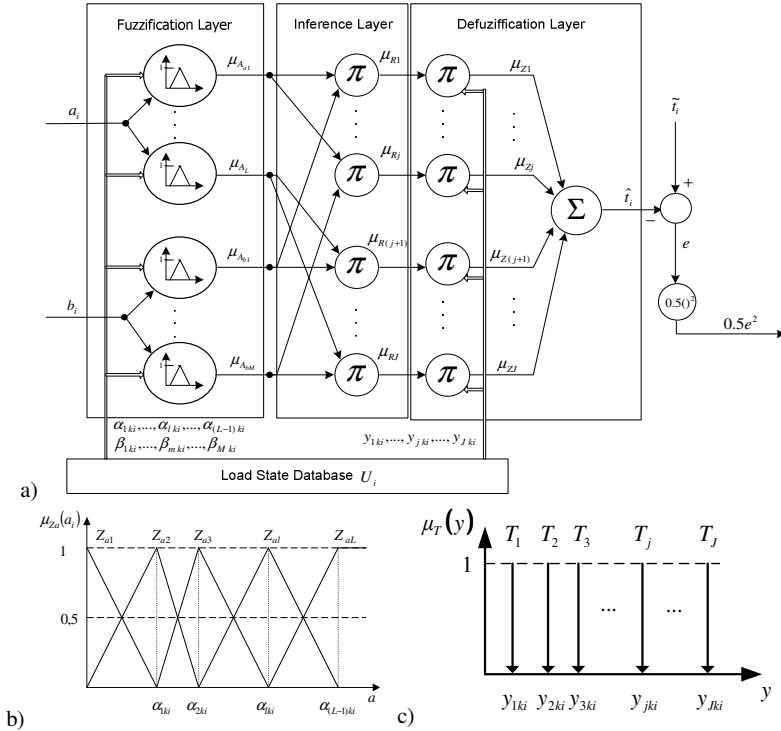 Fuzzification Layer
Inference Layer
Defuziffication Layer
a_i
b_i
1
1
1
1
μ_{A_{a1}}
μ_{A_L}
μ_{A_{b1}}
μ_{A_{bM}}
π
π
π
π
μ_{R1}
μ_{Rj}
μ_{R(j+1)}
μ_{RJ}
π
π
π
π
μ_{Z1}
μ_{Zj}
μ_{Z(j+1)}
μ_{ZJ}
Σ
t̂_i
t̃_i
+
−
e
0.5()²
0.5e²
α_{1ki},...,α_{lki},...,α_{(L−1)ki}
β_{1ki},...,β_{mki},...,β_{Mki}
y_{1ki},...,y_{jki},...,y_{Jki}
Load State Database U_i
a)
μ_{Za}(a_i)
Z_{a1} Z_{a2} Z_{a3} Z_{al} Z_{aL}
1
0,5
α_{1ki} α_{2ki} α_{lki} α_{(L−1)ki} a
b)
μ_T(y)
T_1 T_2 T_3 T_j T_J
1
... ...
y_{1ki} y_{2ki} y_{3ki} y_{jki} y_{Jki} y
c)